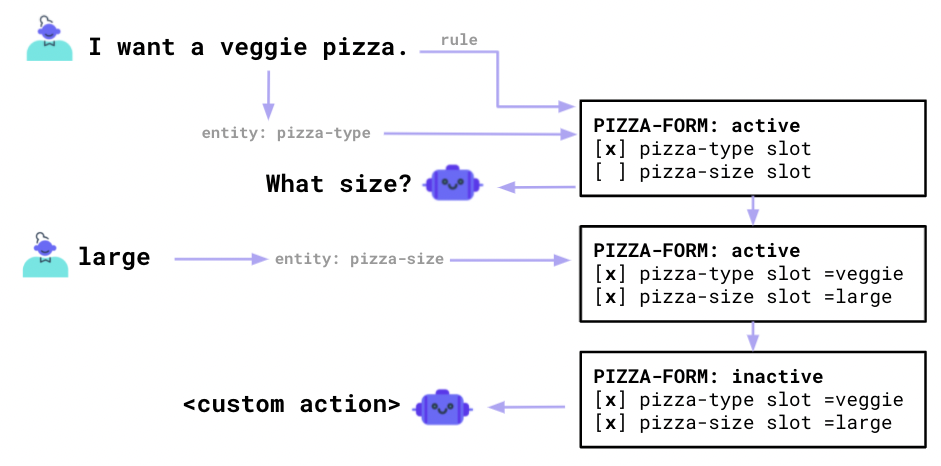 I want a veggie pizza.
rule
entity: pizza-type
PIZZA-FORM: active
[x] pizza-type slot
[ ] pizza-size slot
What size?
large
entity: pizza-size
PIZZA-FORM: active
[x] pizza-type slot =veggie
[x] pizza-size slot =large
<custom action>
PIZZA-FORM: inactive
[x] pizza-type slot =veggie
[x] pizza-size slot =large